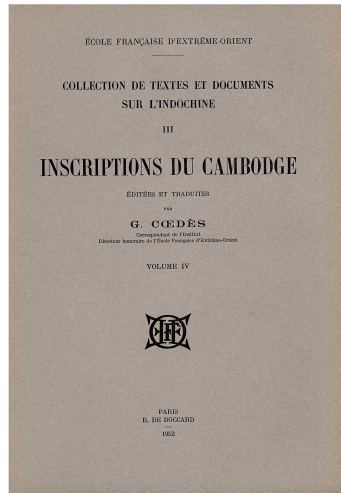 ÉCOLE FRANÇAISE D'EXTRÊME-ORIENT
COLLECTION DE TEXTES ET DOCUMENTS
SUR L'INDOCHINE
III
INSCRIPTIONS DU CAMBODGE
ÉDITÉES ET TRADUITES
PAR
G. CŒDÈS
Correspondant de l'Institut
Directeur honoraire de l'École Française d'Extrême-Orient
VOLUME IV
PARIS
E. DE BOCCARD
1952